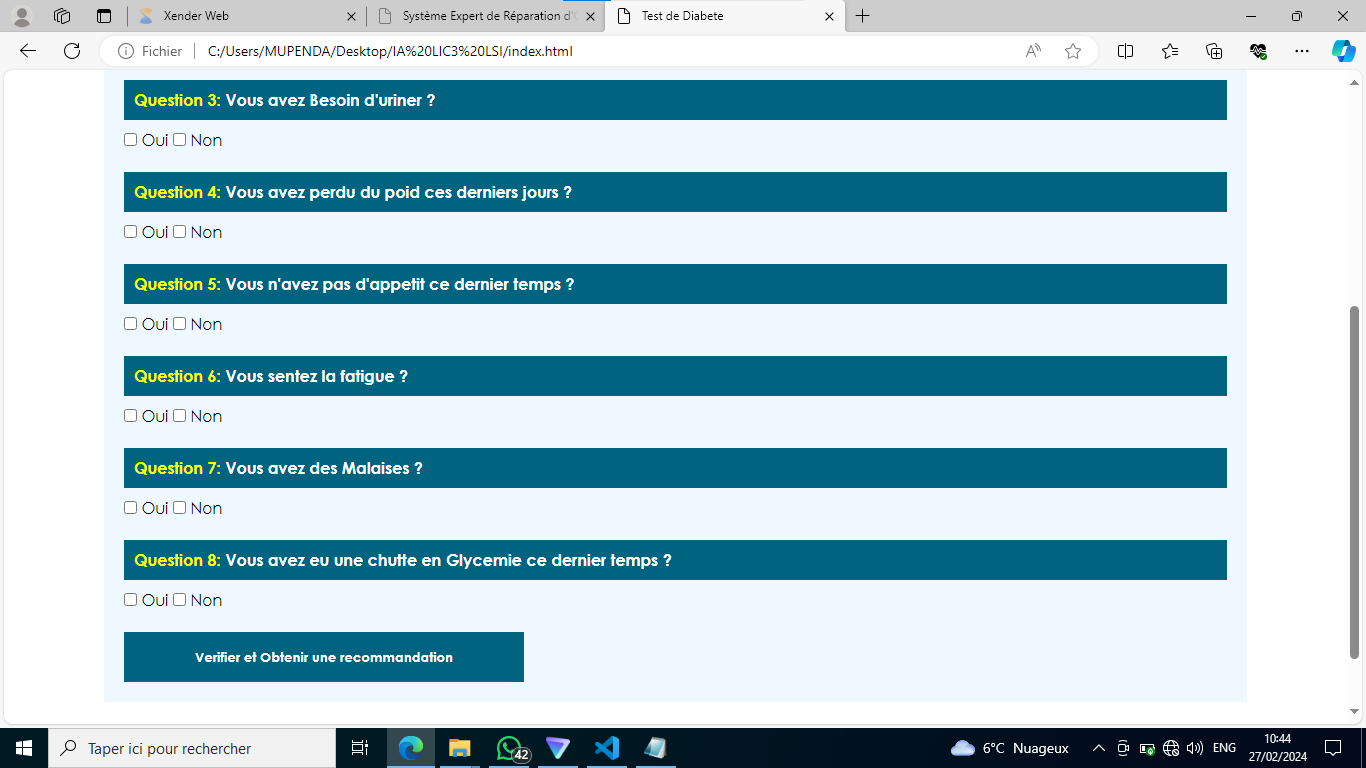 Xender Web
Système Expert de Réparation d'
Test de Diabete
Fichier
C:/Users/MUPENDA/Desktop/IA%20LIC3%20LSI/index.html
Question 3: Vous avez Besoin d'uriner ?
Oui Non
Question 4: Vous avez perdu du poid ces derniers jours ?
Oui Non
Question 5: Vous n'avez pas d'appetit ce dernier temps ?
Oui Non
Question 6: Vous sentez la fatigue ?
Oui Non
Question 7: Vous avez des Malaises ?
Oui Non
Question 8: Vous avez eu une chutte en Glycemie ce dernier temps ?
Oui Non
Verifier et Obtenir une recommandation
Taper ici pour rechercher
42
6°C Nuageux
ENG
10:44
27/02/2024